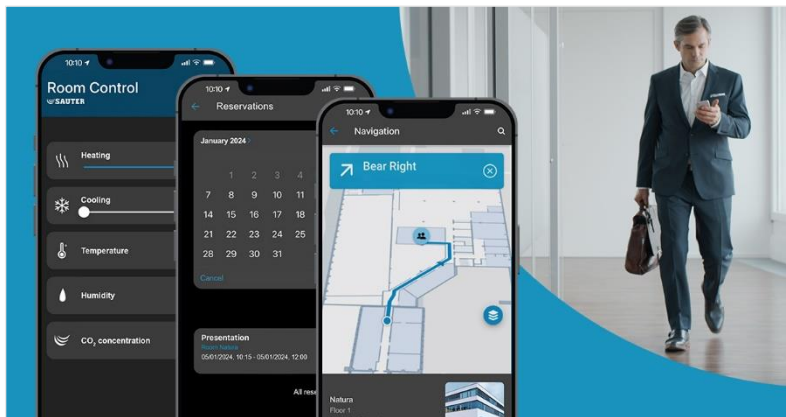 10:10
Room Control
SAUTER
Heating
Cooling
Temperature
Humidity
CO₂ concentration
10:10
Reservations
January 2024
1 2 3 4
7 8 9 10 11
14 15 16 17 18
21 22 23 24 25
28 29 30 31
Cancel
Presentation
Room Natura
05/01/2024, 10:15 - 05/01/2024, 12:00
All rese
10:10
Navigation
Bear Right
Natura
Floor 1